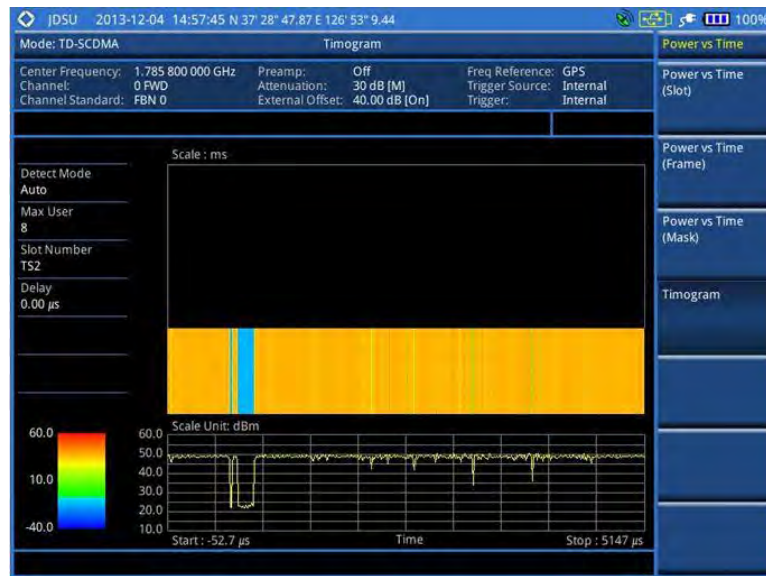 JDSU 2013-12-04 14:57:45 N 37' 28" 47.87 E 126' 53" 9.44 100%
Mode: TD-SCDMA
Timogram
Power vs Time
Center Frequency: 1.785 800 000 GHz
Channel: 0 FWD
Channel Standard: FBN 0
Preamp: Off
Attenuation: 30 dB [M]
External Offset: 40.00 dB [On]
Freq Reference: GPS
Trigger Source: Internal
Trigger: Internal
Power vs Time
(Slot)
Power vs Time
(Frame)
Power vs Time
(Mask)
Timogram
Detect Mode
Auto
Max User
8
Slot Number
TS2
Delay
0.00 µs
Scale : ms
60.0
10.0
-40.0
Scale Unit: dBm
60.0
50.0
40.0
30.0
20.0
10.0
Start : -52.7 µs
Time
Stop : 5147 µs